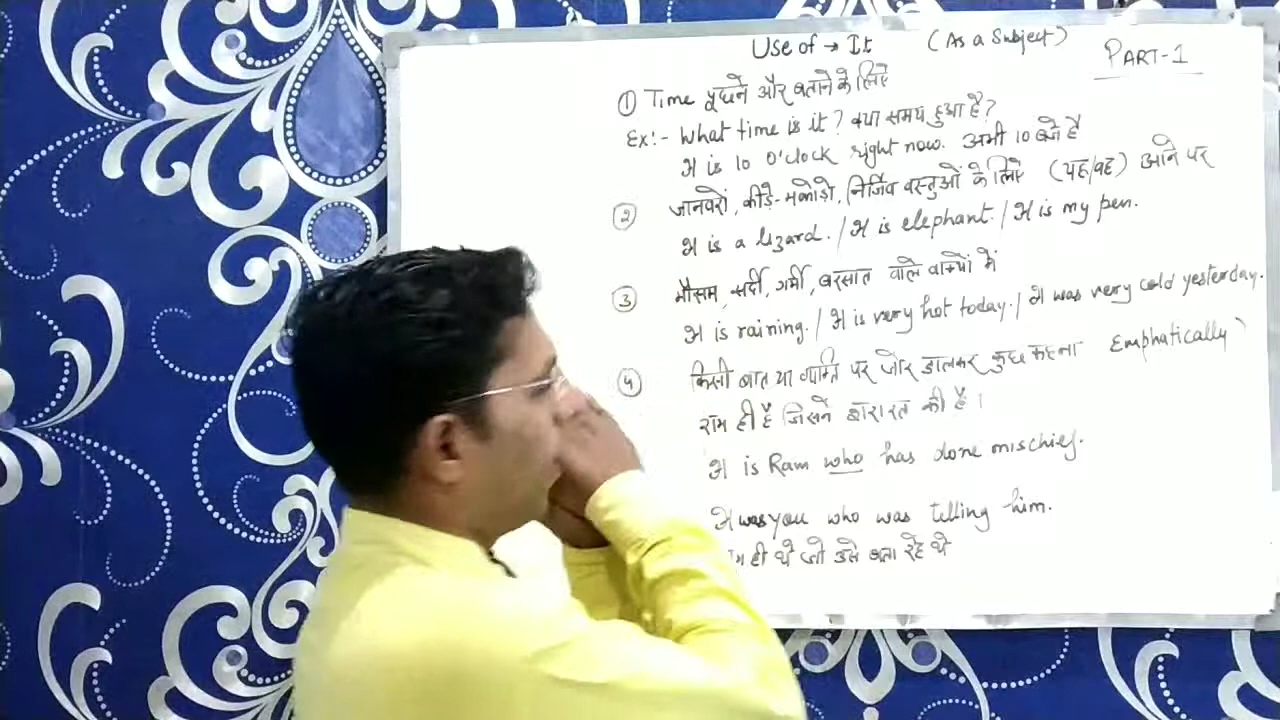 Use of → It (As a Subject) PART-1
① Time पूछने और बताने के लिए
Ex:- What time is it? क्या समय हुआ है?
It is 10 O'clock right now. अभी 10 बजे है
② जानवरों, कीड़े-मकोड़ो, निर्जिव वस्तुओं के लिए (यह/वह) आने पर
It is a lizard. / It is elephant. / It is my pen.
③ मौसम, सर्दी, गर्मी, बरसात वाले वाक्यों में
It is raining. / It is very hot today. / It was very cold yesterday.
④ किसी बात या व्यक्ति पर जोर डालकर कुछ कहना Emphatically
राम ही है जिसने शरारत की है।
It is Ram who has done mischief.
It was you who was telling him.
ही थे जो उसे बता रहे थे